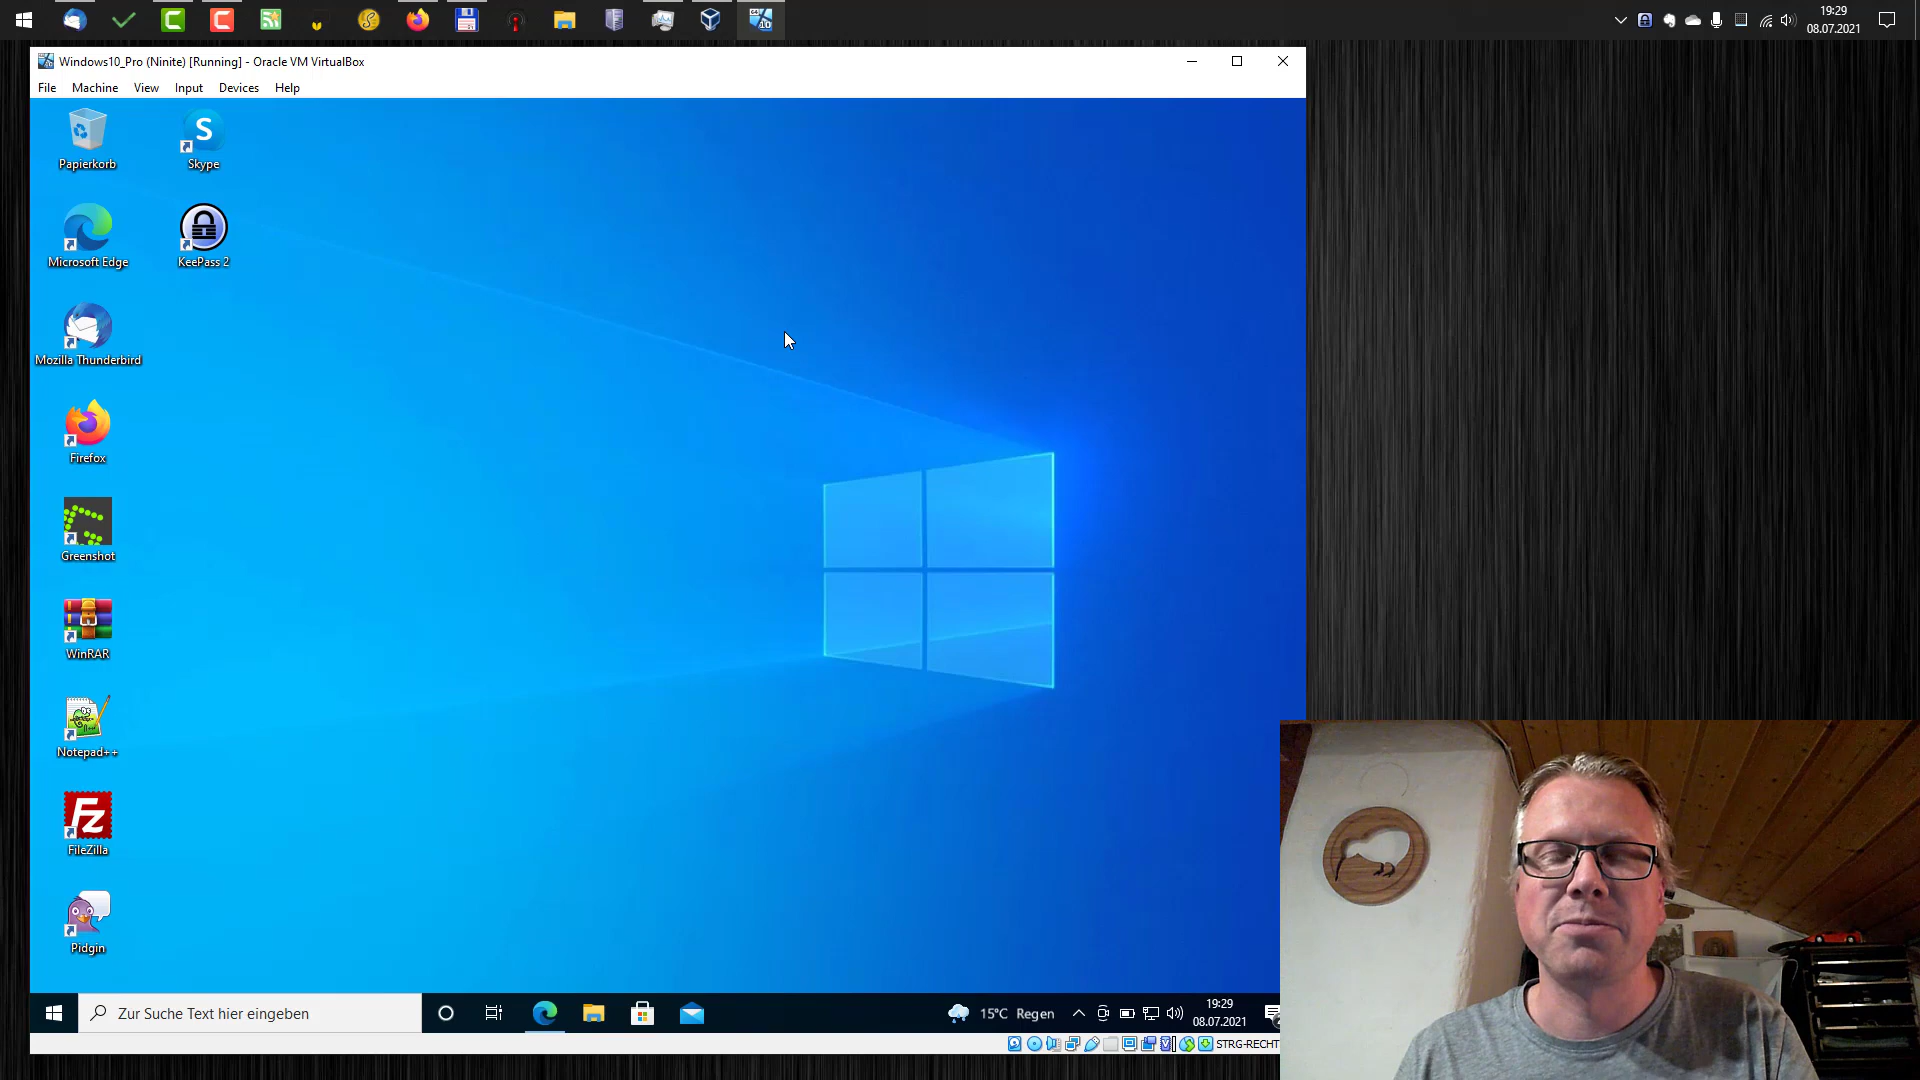 19:29
08.07.2021
Windows10_Pro (Ninite) [Running] - Oracle VM VirtualBox
File Machine View Input Devices Help
Papierkorb
Skype
Microsoft Edge
KeePass 2
Mozilla Thunderbird
Firefox
Greenshot
WinRAR
Notepad++
FileZilla
Pidgin
Zur Suche Text hier eingeben
15°C Regen
19:29
08.07.2021
STRG-RECHT